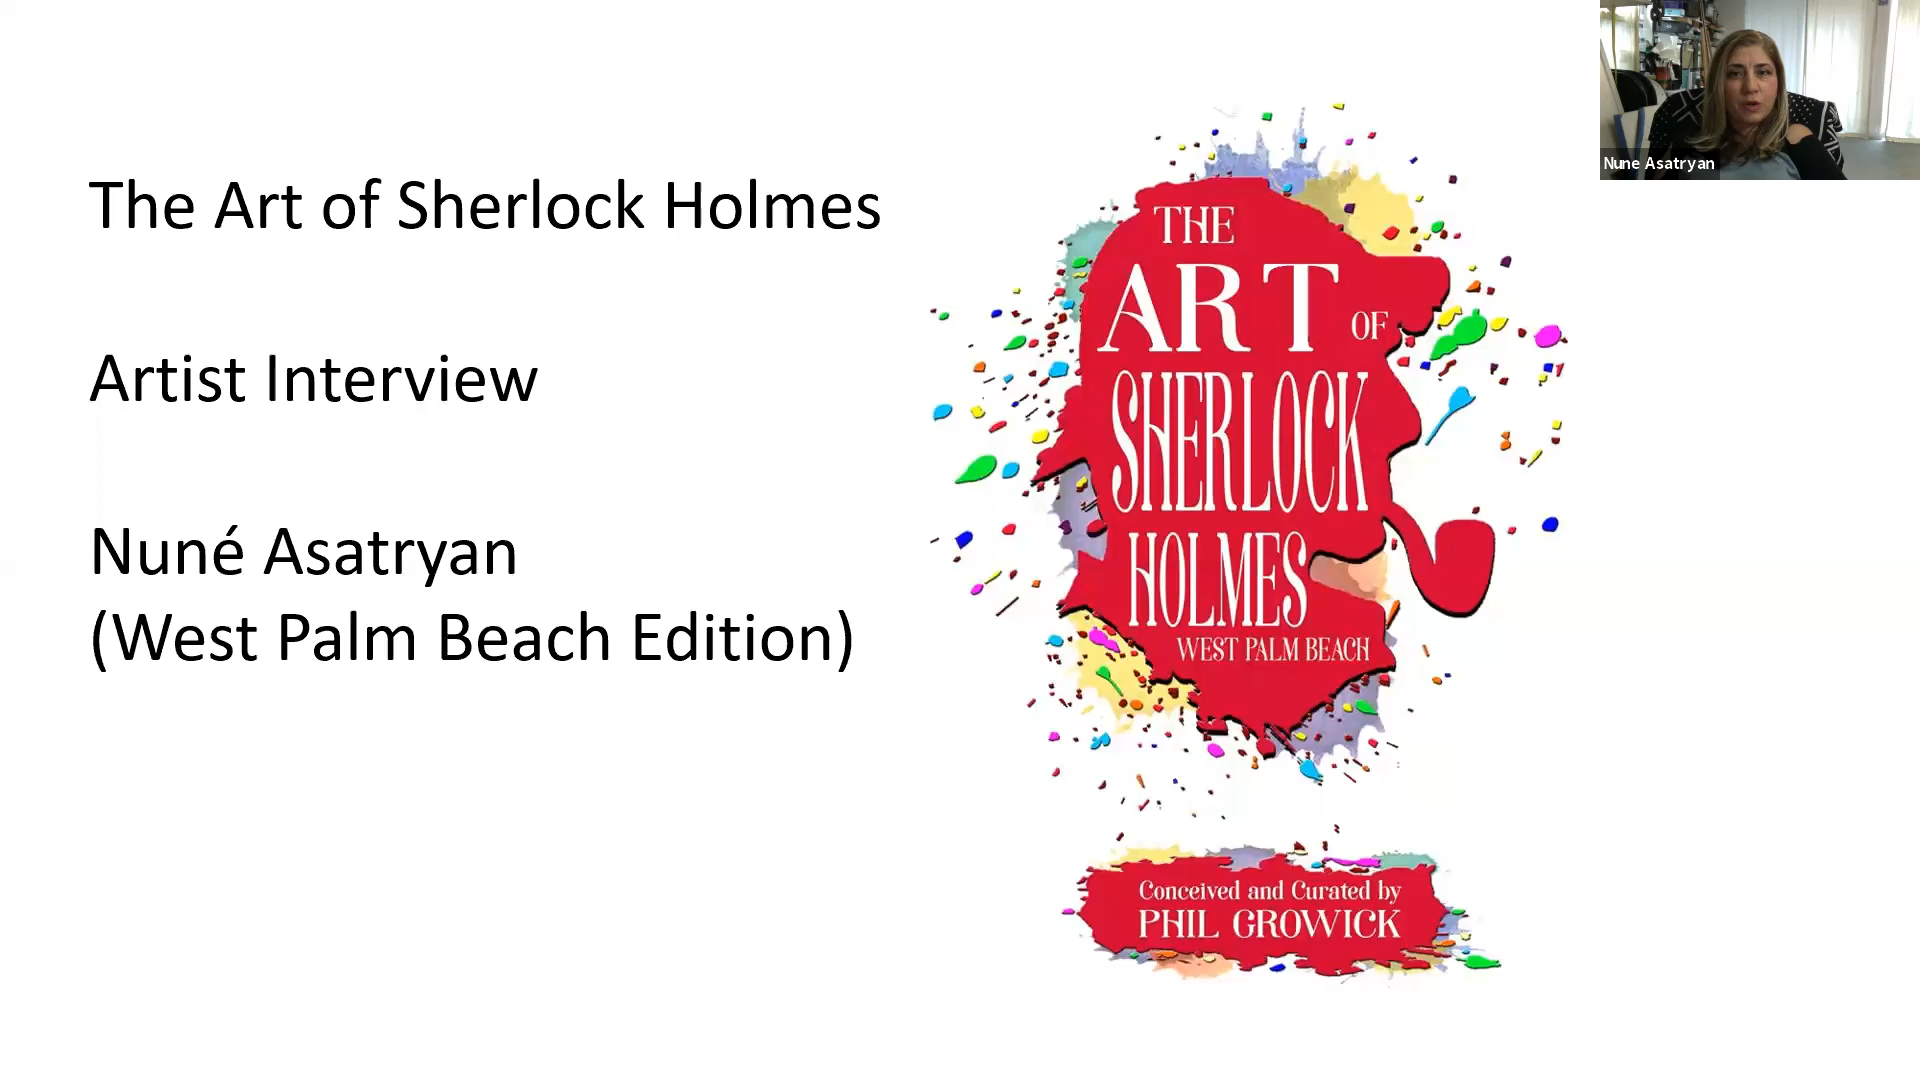 The Art of Sherlock Holmes
Artist Interview
Nuné Asatryan
(West Palm Beach Edition)
THE
ART OF
SHERLOCK
HOLMES
WEST PALM BEACH
Conceived and Curated by
PHIL GROWICK
Nune Asatryan